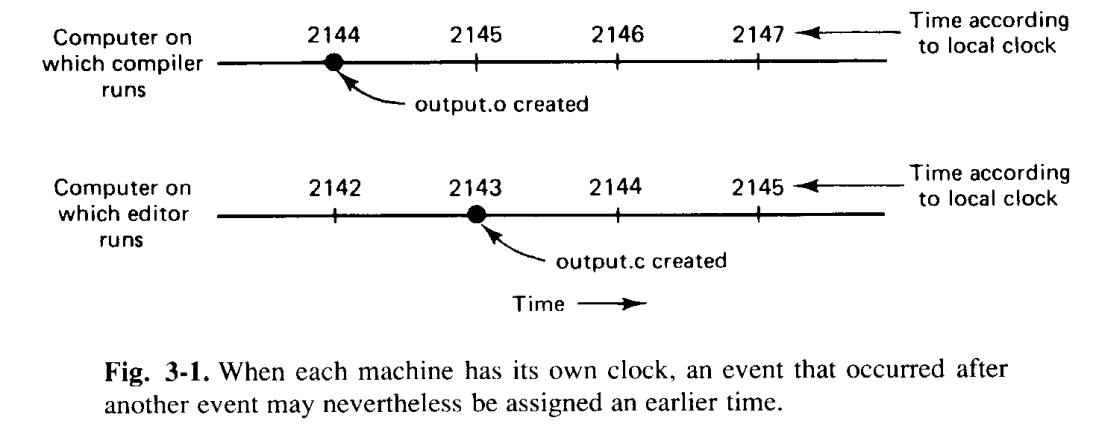 Computer on
which compiler
runs
2144 2145 2146 2147
Time according
to local clock
output.o created
Computer on
which editor
runs
2142 2143 2144 2145
Time according
to local clock
output.c created
Time
Fig. 3-1. When each machine has its own clock, an event that occurred after
another event may nevertheless be assigned an earlier time.